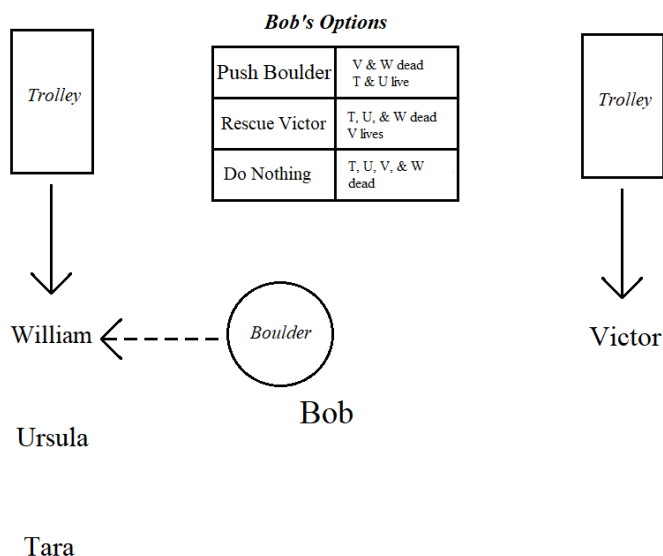 Bob's Options
Trolley
Push Boulder
V & W dead
T & U live
Trolley
Rescue Victor
T, U, & W dead
V lives
Do Nothing
T, U, V, & W
dead
William
Boulder
Victor
Bob
Ursula
Tara